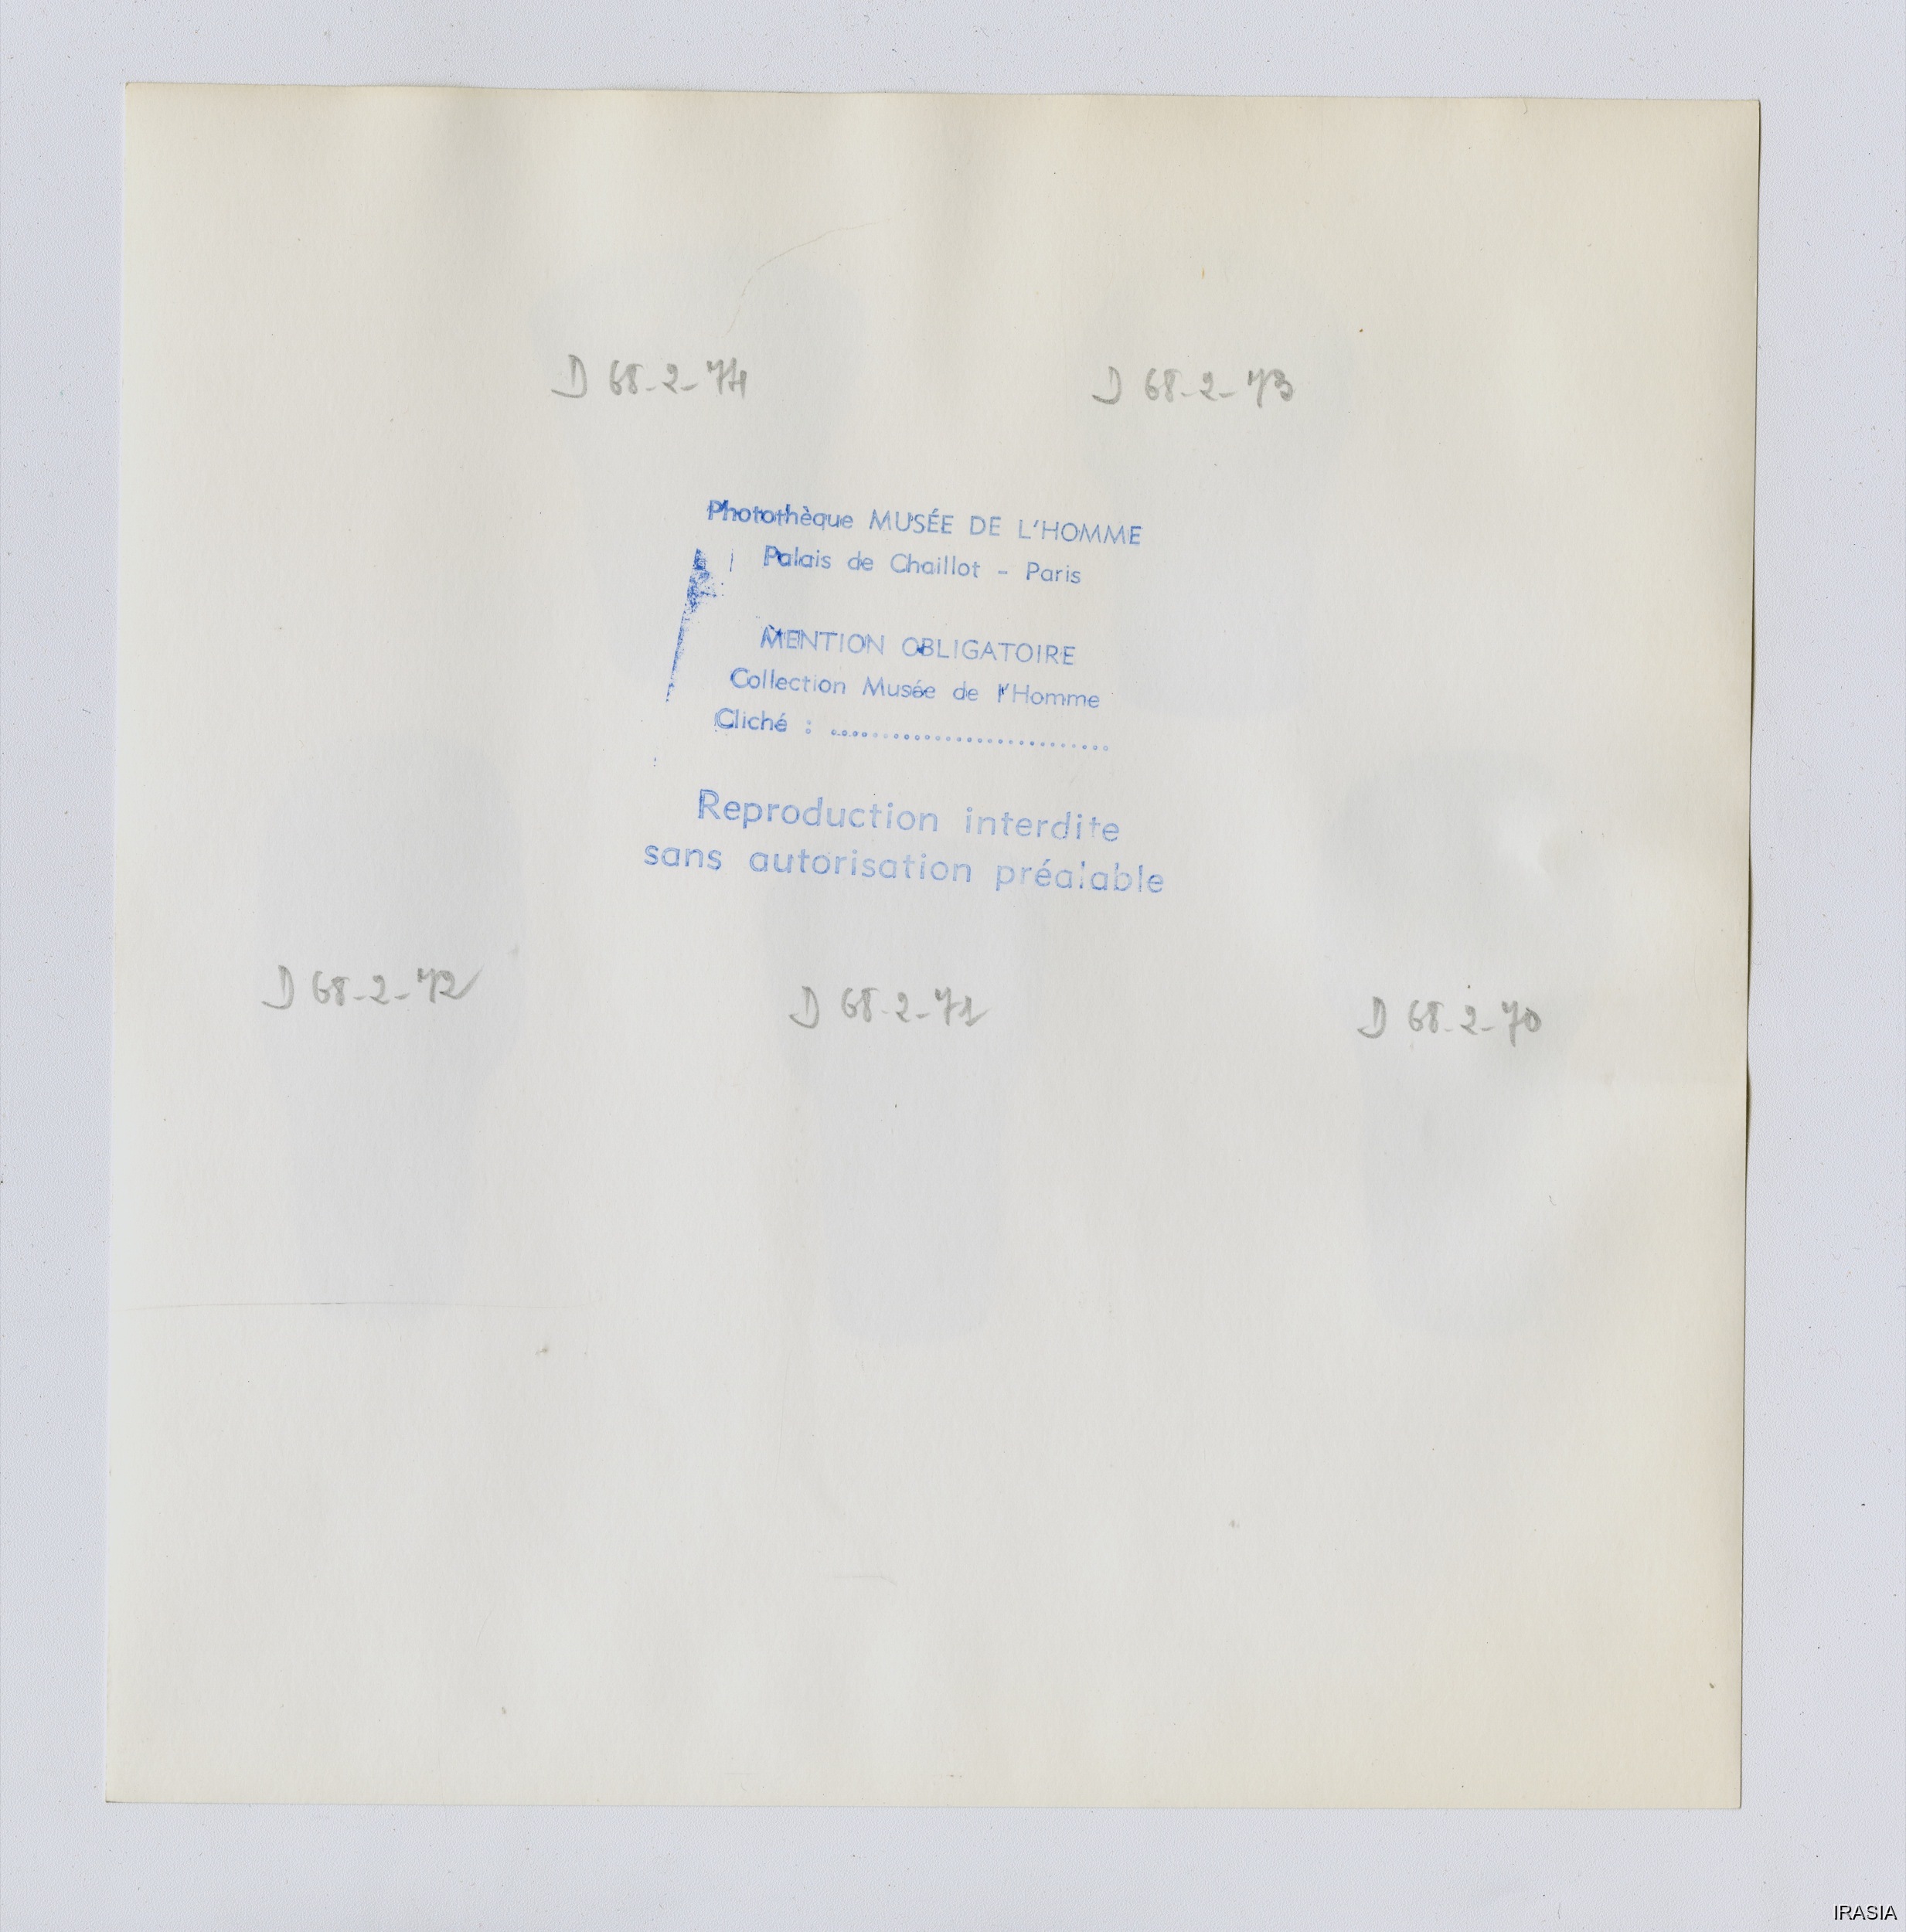 D 68-2-74
D 68-2-73
Photothèque MUSÉE DE L'HOMME
Palais de Chaillot - Paris
MENTION OBLIGATOIRE
Collection Musée de l'Homme
Cliché : ..............................
Reproduction interdite
sans autorisation préalable
D 68-2-72
D 68-2-71
D 68-2-70
IRASIA